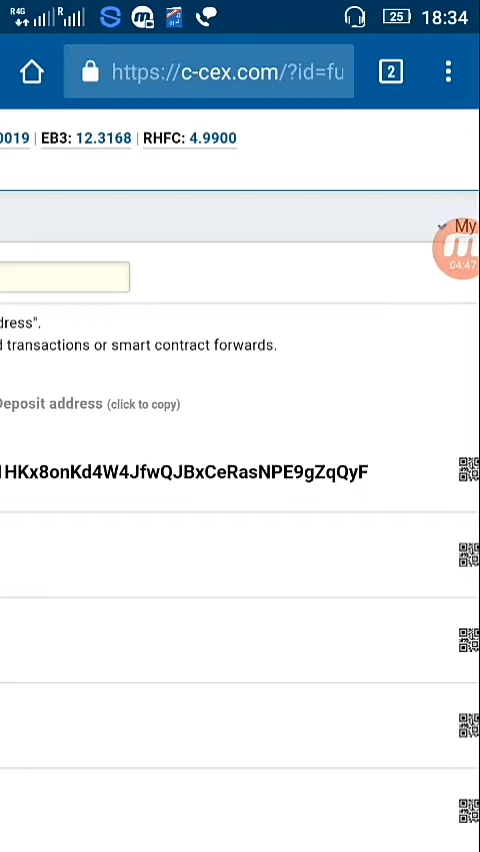 R4G R 25 18:34
https://c-cex.com/?id=fu 2
0019 | EB3: 12.3168 | RHFC: 4.9900
My
04:47
dress".
d transactions or smart contract forwards.
Deposit address (click to copy)
1HKx8onKd4W4JfwQJBxCeRasNPE9gZqQyF